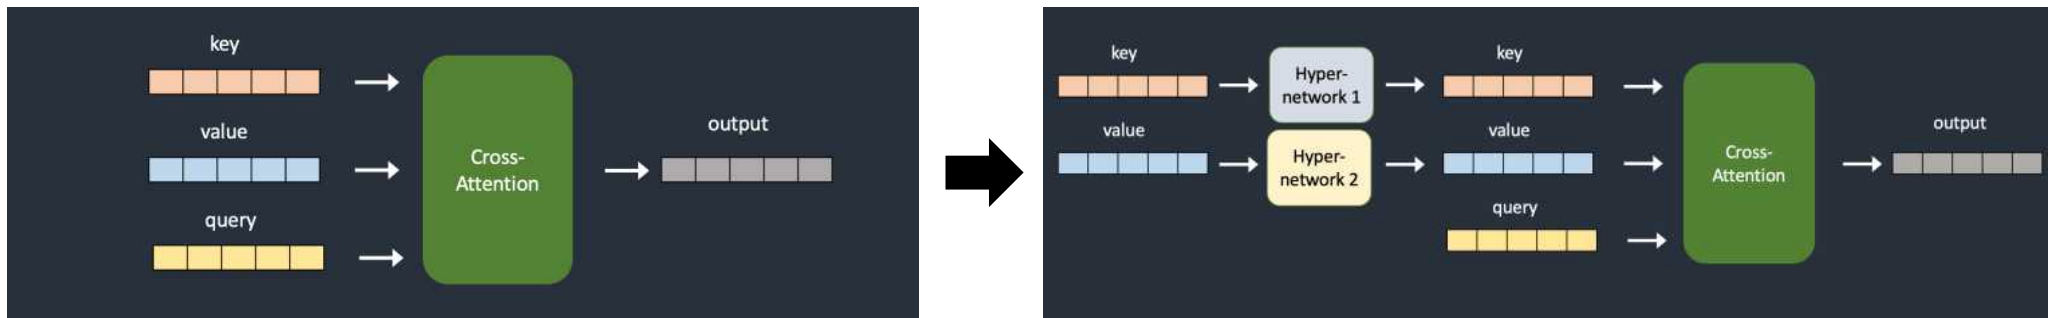 key
value
query
Cross-
Attention
output
key
value
Hyper-
network 1
Hyper-
network 2
key
value
query
Cross-
Attention
output